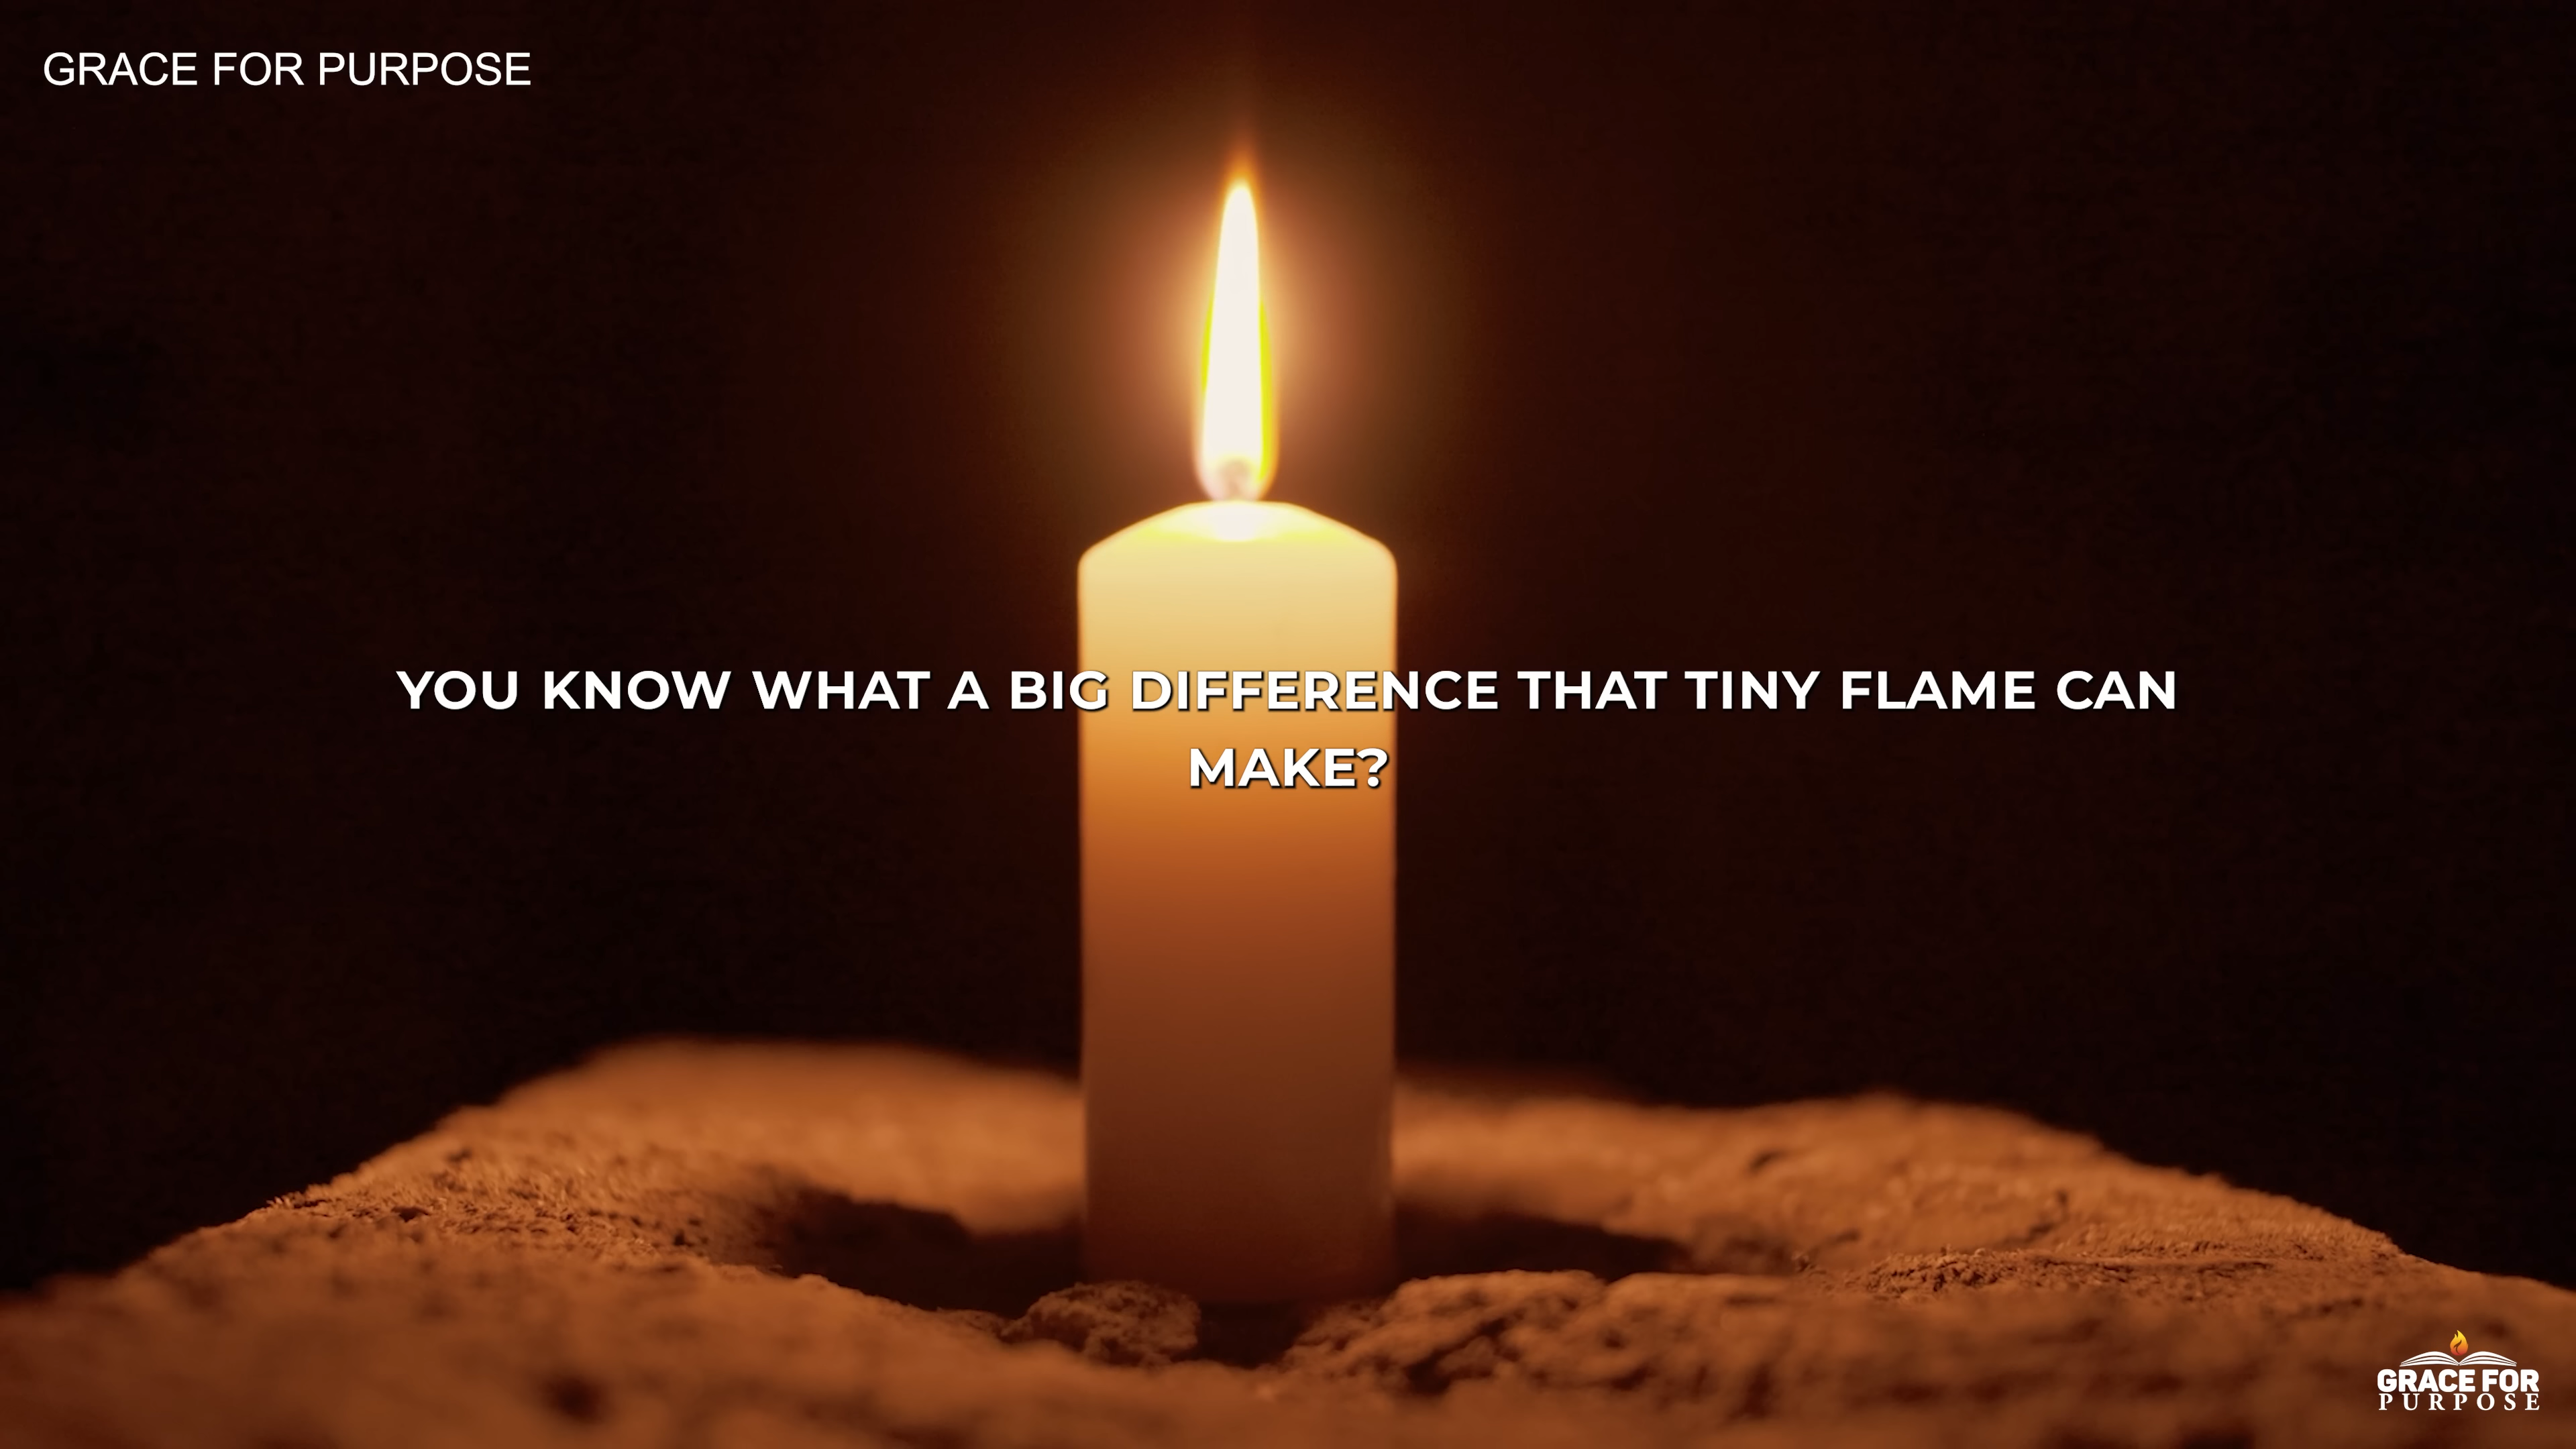 GRACE FOR PURPOSE
YOU KNOW WHAT A BIG DIFFERENCE THAT TINY FLAME CAN
MAKE?
GRACE FOR
PURPOSE